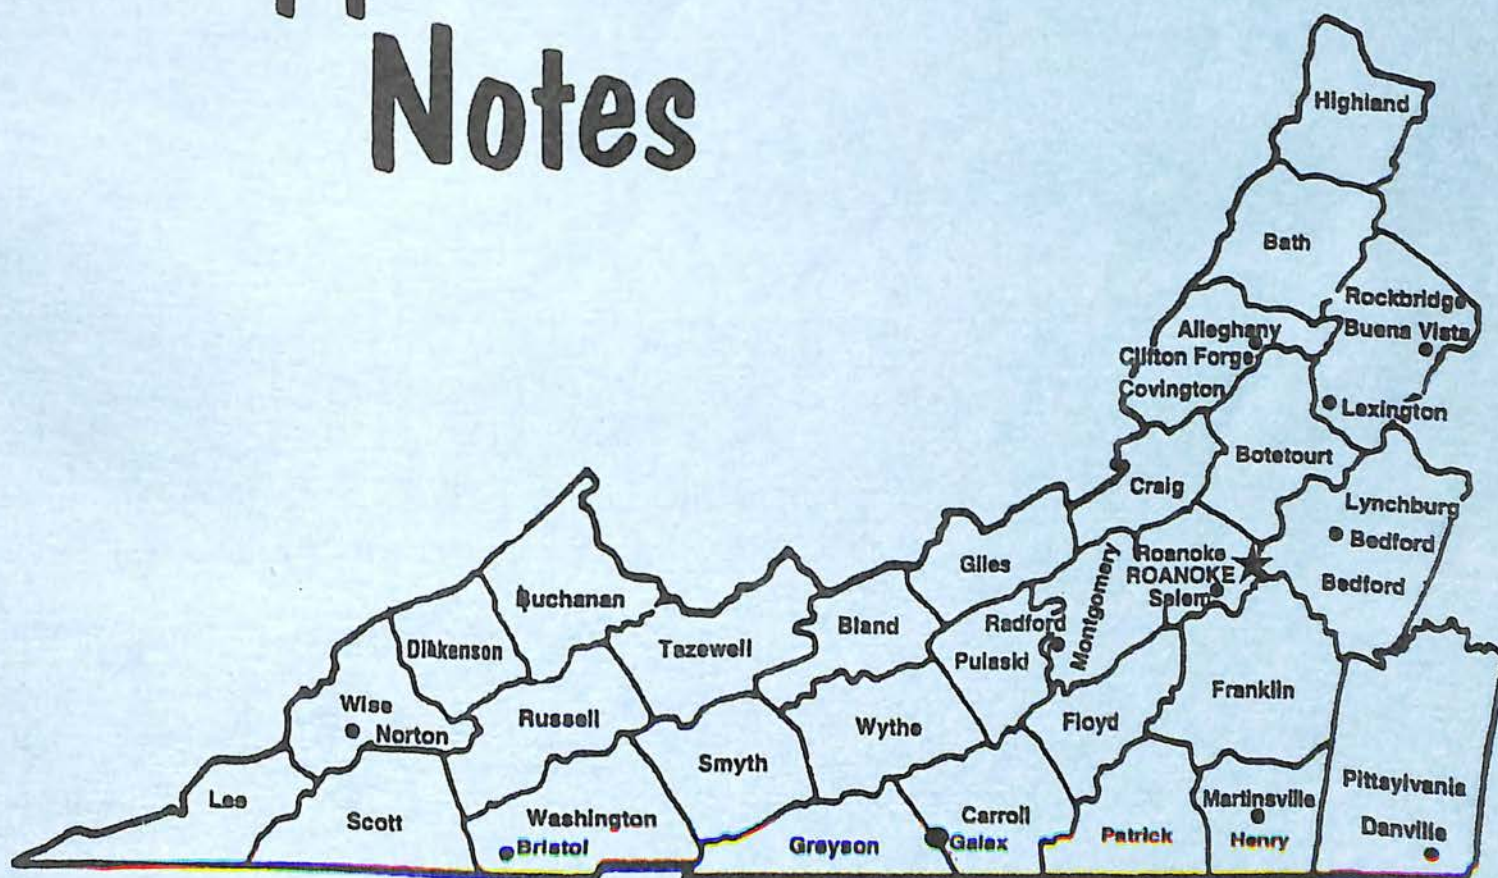 Notes
Highland
Bath
Rockbridge
Alleghany
Buena Vista
Clifton Forge
Covington
Lexington
Botetourt
Craig
Lynchburg
Bedford
Bedford
Giles
Montgomery
Roanoke
ROANOKE
Salem
Buchanan
Radford
Bland
Dickenson
Tazewell
Pulaski
Franklin
Wise
Norton
Russell
Wythe
Floyd
Smyth
Pittsylvania
Lee
Scott
Washington
Bristol
Grayson
Carroll
Galax
Patrick
Martinsville
Henry
Danville